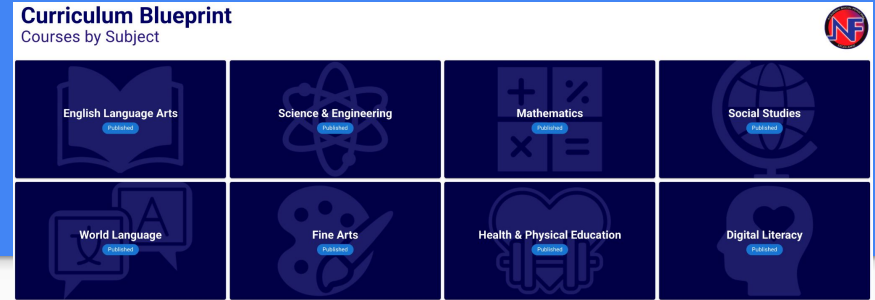 Curriculum Blueprint
Courses by Subject
NF
English Language Arts
Published
Science & Engineering
Published
Mathematics
Published
Social Studies
Published
World Language
Published
Fine Arts
Published
Health & Physical Education
Published
Digital Literacy
Published